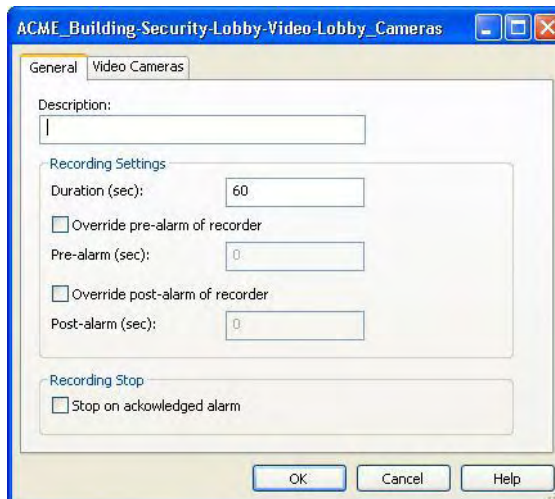 ACME_Building-Security-Lobby-Video-Lobby_Cameras
General Video Cameras
Description:
Recording Settings
Duration (sec): 60
Override pre-alarm of recorder
Pre-alarm (sec): 0
Override post-alarm of recorder
Post-alarm (sec): 0
Recording Stop
Stop on ackowledged alarm
OK Cancel Help